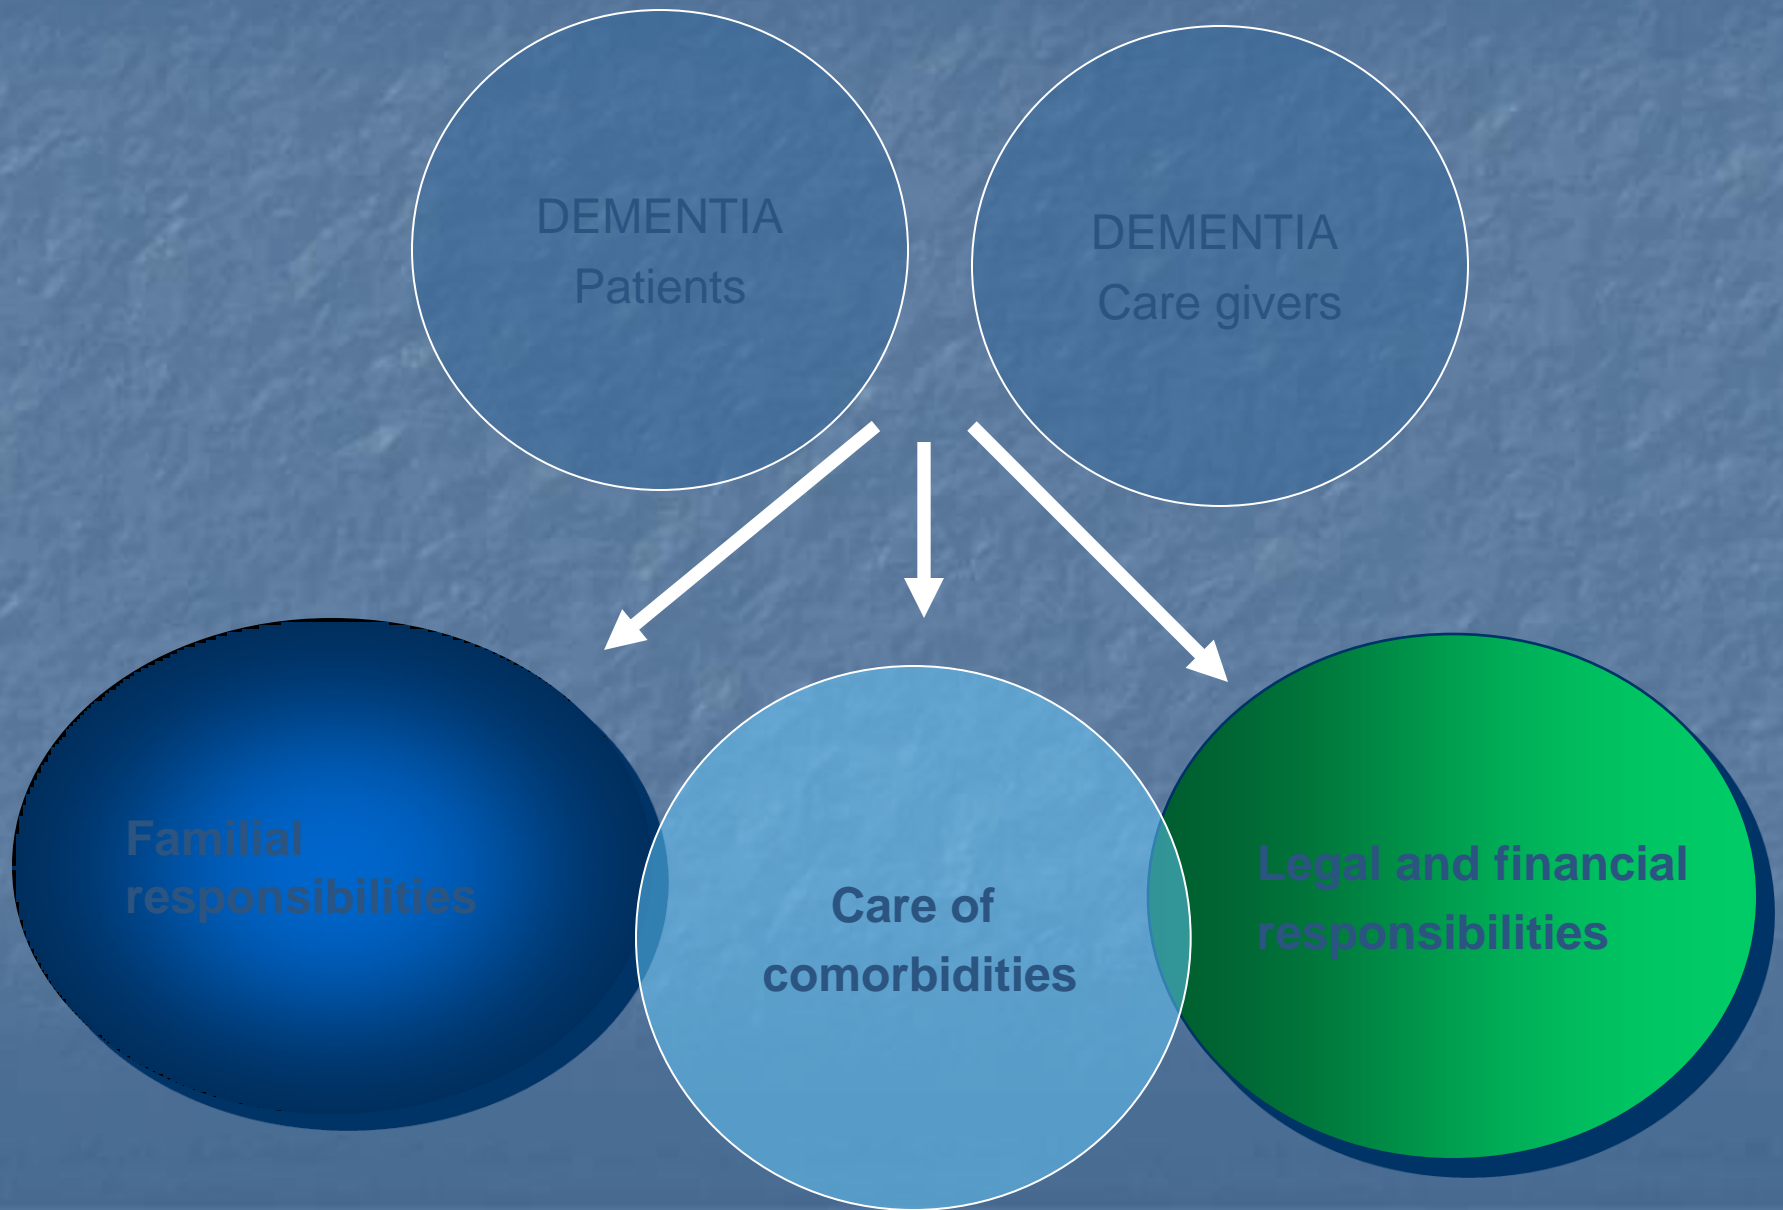 DEMENTIA
Patients
DEMENTIA
Care givers
Familial
responsibilities
Care of
comorbidities
Legal and financial
responsibilities